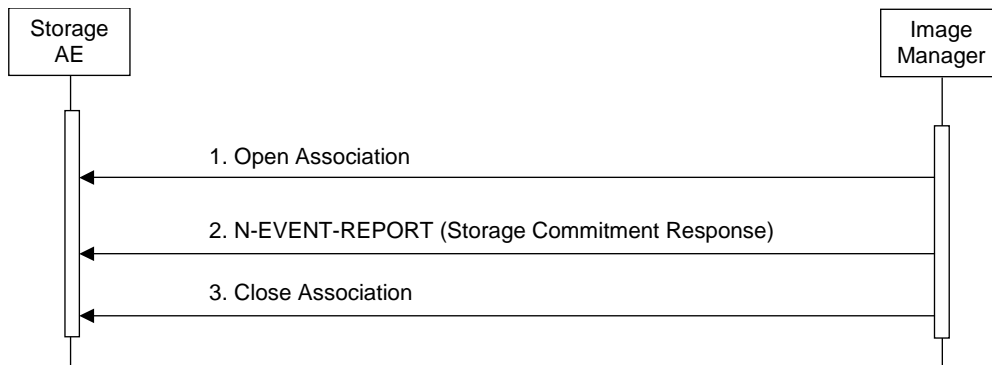 Storage
AE
Image
Manager
1. Open Association
2. N-EVENT-REPORT (Storage Commitment Response)
3. Close Association